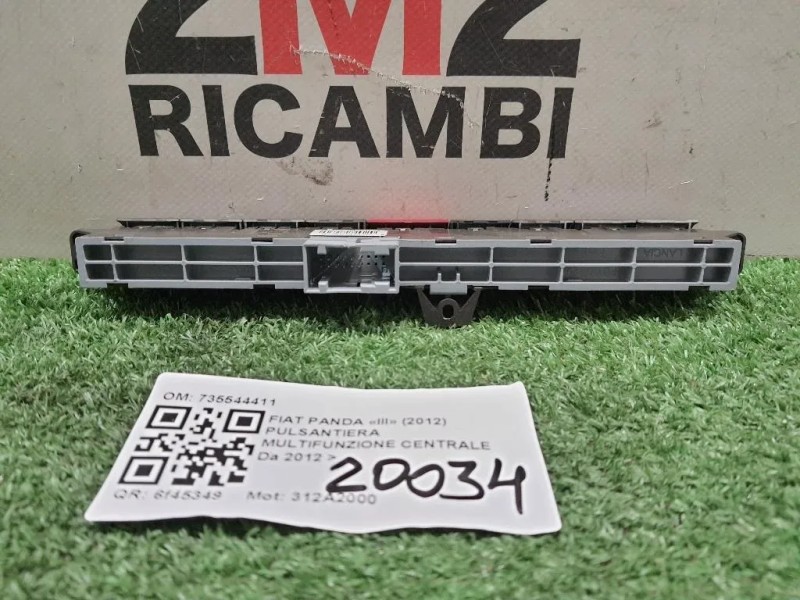 2M2
RICAMBI
OM: 735544411
FIAT PANDA «III» (2012)
PULSANTIERA
MULTIFUNZIONE CENTRALE
Da 2012 >
20034
QR: 6f45349 Mot: 312A2000